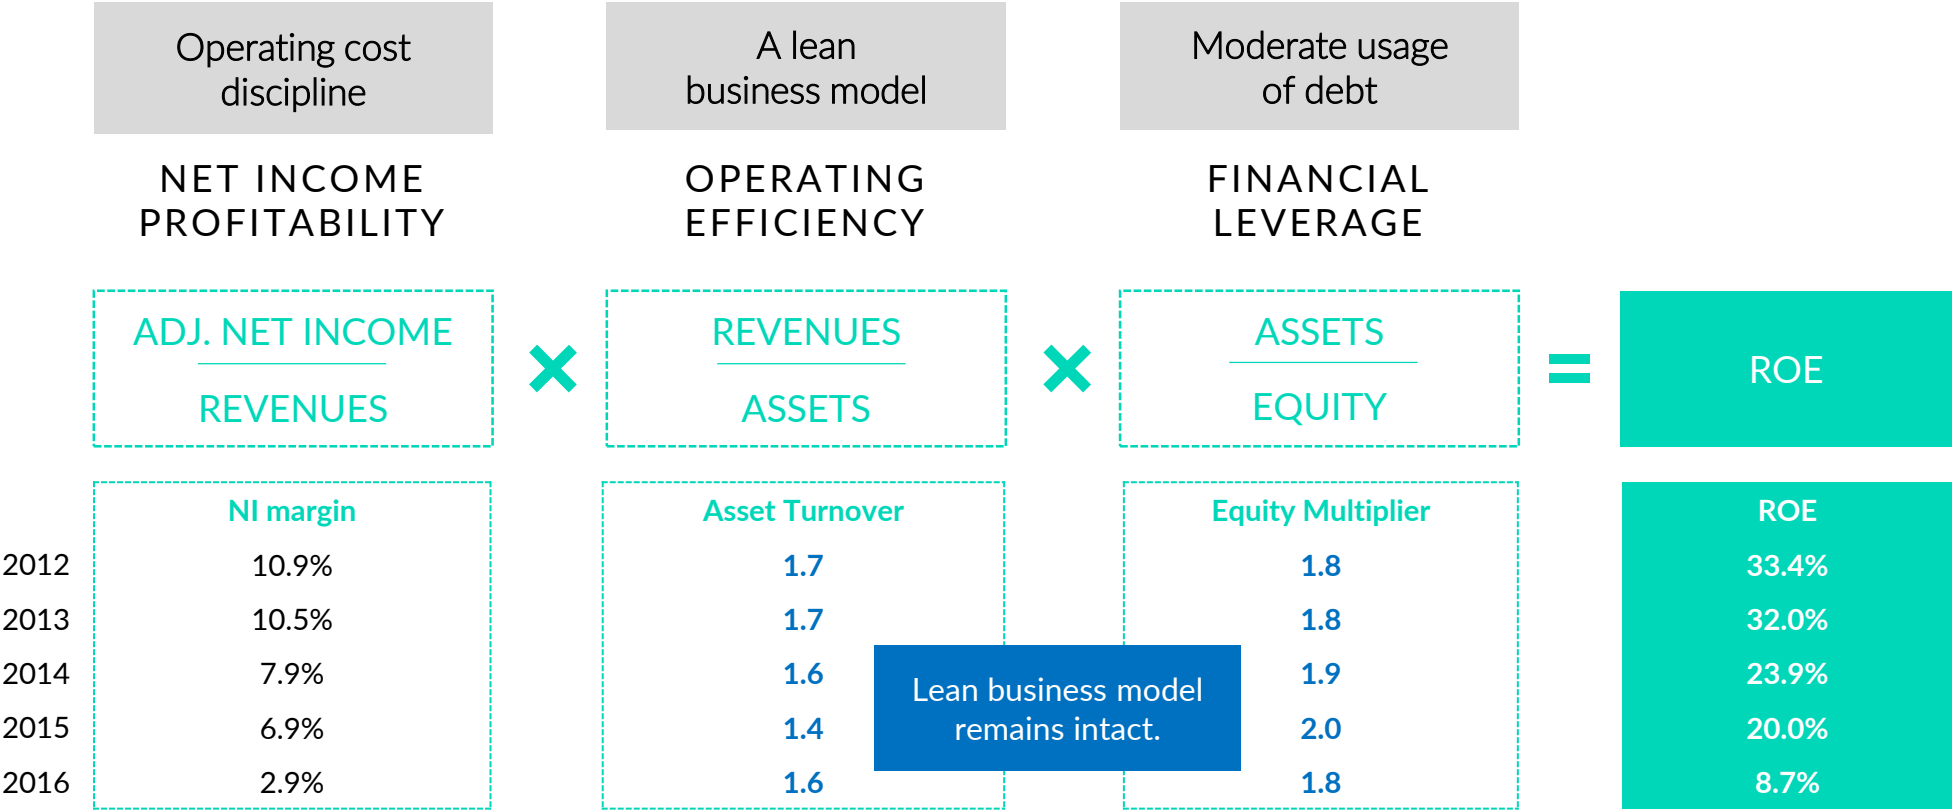 Operating cost
discipline
A lean
business model
Moderate usage
of debt
NET INCOME
PROFITABILITY
OPERATING
EFFICIENCY
FINANCIAL
LEVERAGE
ADJ. NET INCOME
REVENUES
×
REVENUES
ASSETS
×
ASSETS
EQUITY
=
ROE
NI margin Asset Turnover Equity Multiplier ROE
2012 10.9% 1.7 1.8 33.4%
2013 10.5% 1.7 1.8 32.0%
2014 7.9% 1.6 1.9 23.9%
2015 6.9% 1.4 2.0 20.0%
2016 2.9% 1.6 1.8 8.7%
Lean business model
remains intact.